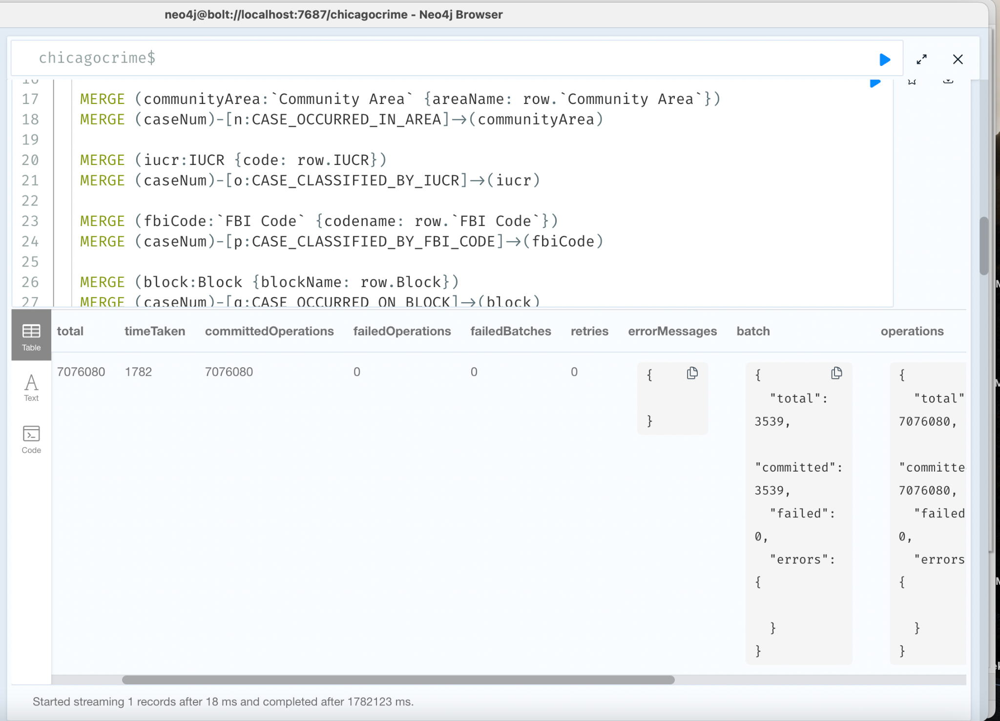 neo4j@bolt://localhost:7687/chicagocrime - Neo4j Browser
chicagocrime$
16
17 MERGE (communityArea:`Community Area` {areaName: row.`Community Area`})
18 MERGE (caseNum)-[n:CASE_OCCURRED_IN_AREA]->(communityArea)
19
20 MERGE (iucr:IUCR {code: row.IUCR})
21 MERGE (caseNum)-[o:CASE_CLASSIFIED_BY_IUCR]->(iucr)
22
23 MERGE (fbiCode:`FBI Code` {codename: row.`FBI Code`})
24 MERGE (caseNum)-[p:CASE_CLASSIFIED_BY_FBI_CODE]->(fbiCode)
25
26 MERGE (block:Block {blockName: row.Block})
27 MERGE (caseNum)-[q:CASE_OCCURRED_ON_BLOCK]->(block)
Table
Text
Code
total timeTaken committedOperations failedOperations failedBatches retries errorMessages batch operations
7076080 1782 7076080 0 0 0
{
}
{
"total":
3539,
"committed":
3539,
"failed":
0,
"errors":
{
}
}
{
"total"
7076080,
"committe
7076080,
"failed
0,
"errors
{
}
}
Started streaming 1 records after 18 ms and completed after 1782123 ms.